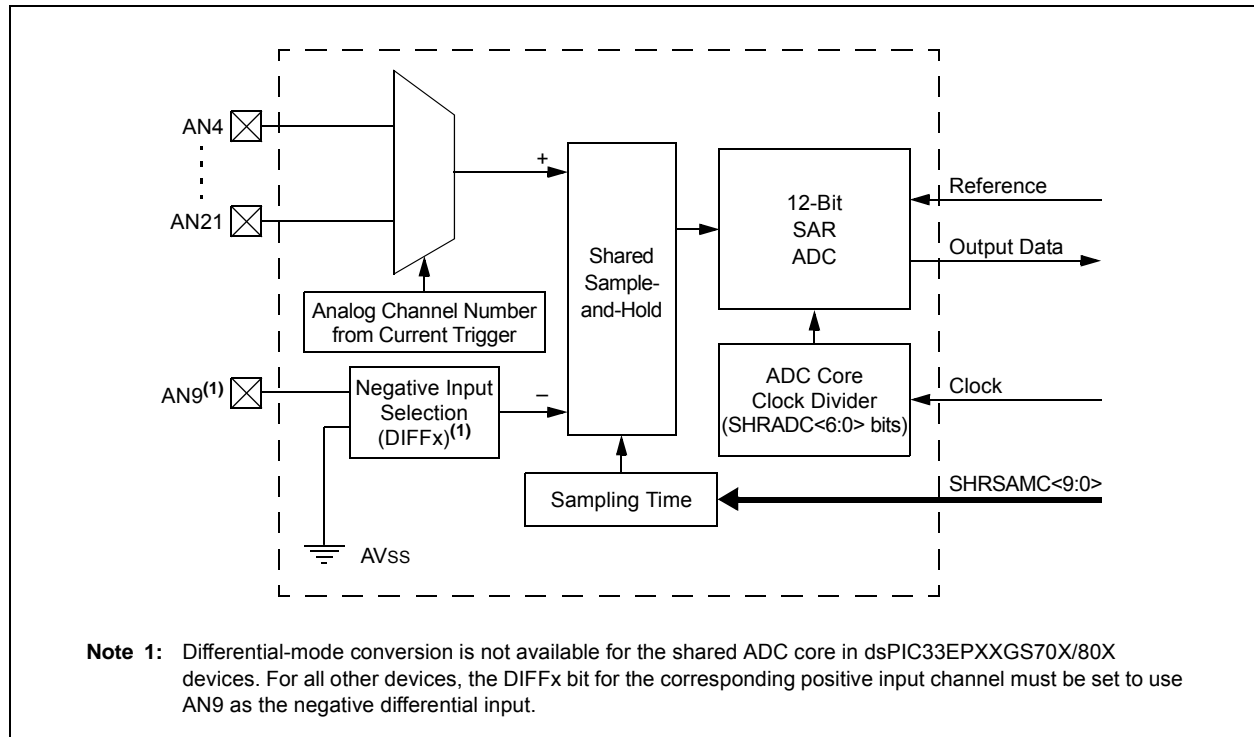 AN4
AN21
+
Analog Channel Number
from Current Trigger
Shared
Sample-
and-Hold
12-Bit
SAR
ADC
Reference
Output Data
AN9(1)
Negative Input
Selection
(DIFFx)(1)
–
ADC Core
Clock Divider
(SHRADC<6:0> bits)
Clock
Sampling Time
SHRSAMC<9:0>
AVSS
Note 1: Differential-mode conversion is not available for the shared ADC core in dsPIC33EPXXGS70X/80X
devices. For all other devices, the DIFFx bit for the corresponding positive input channel must be set to use
AN9 as the negative differential input.